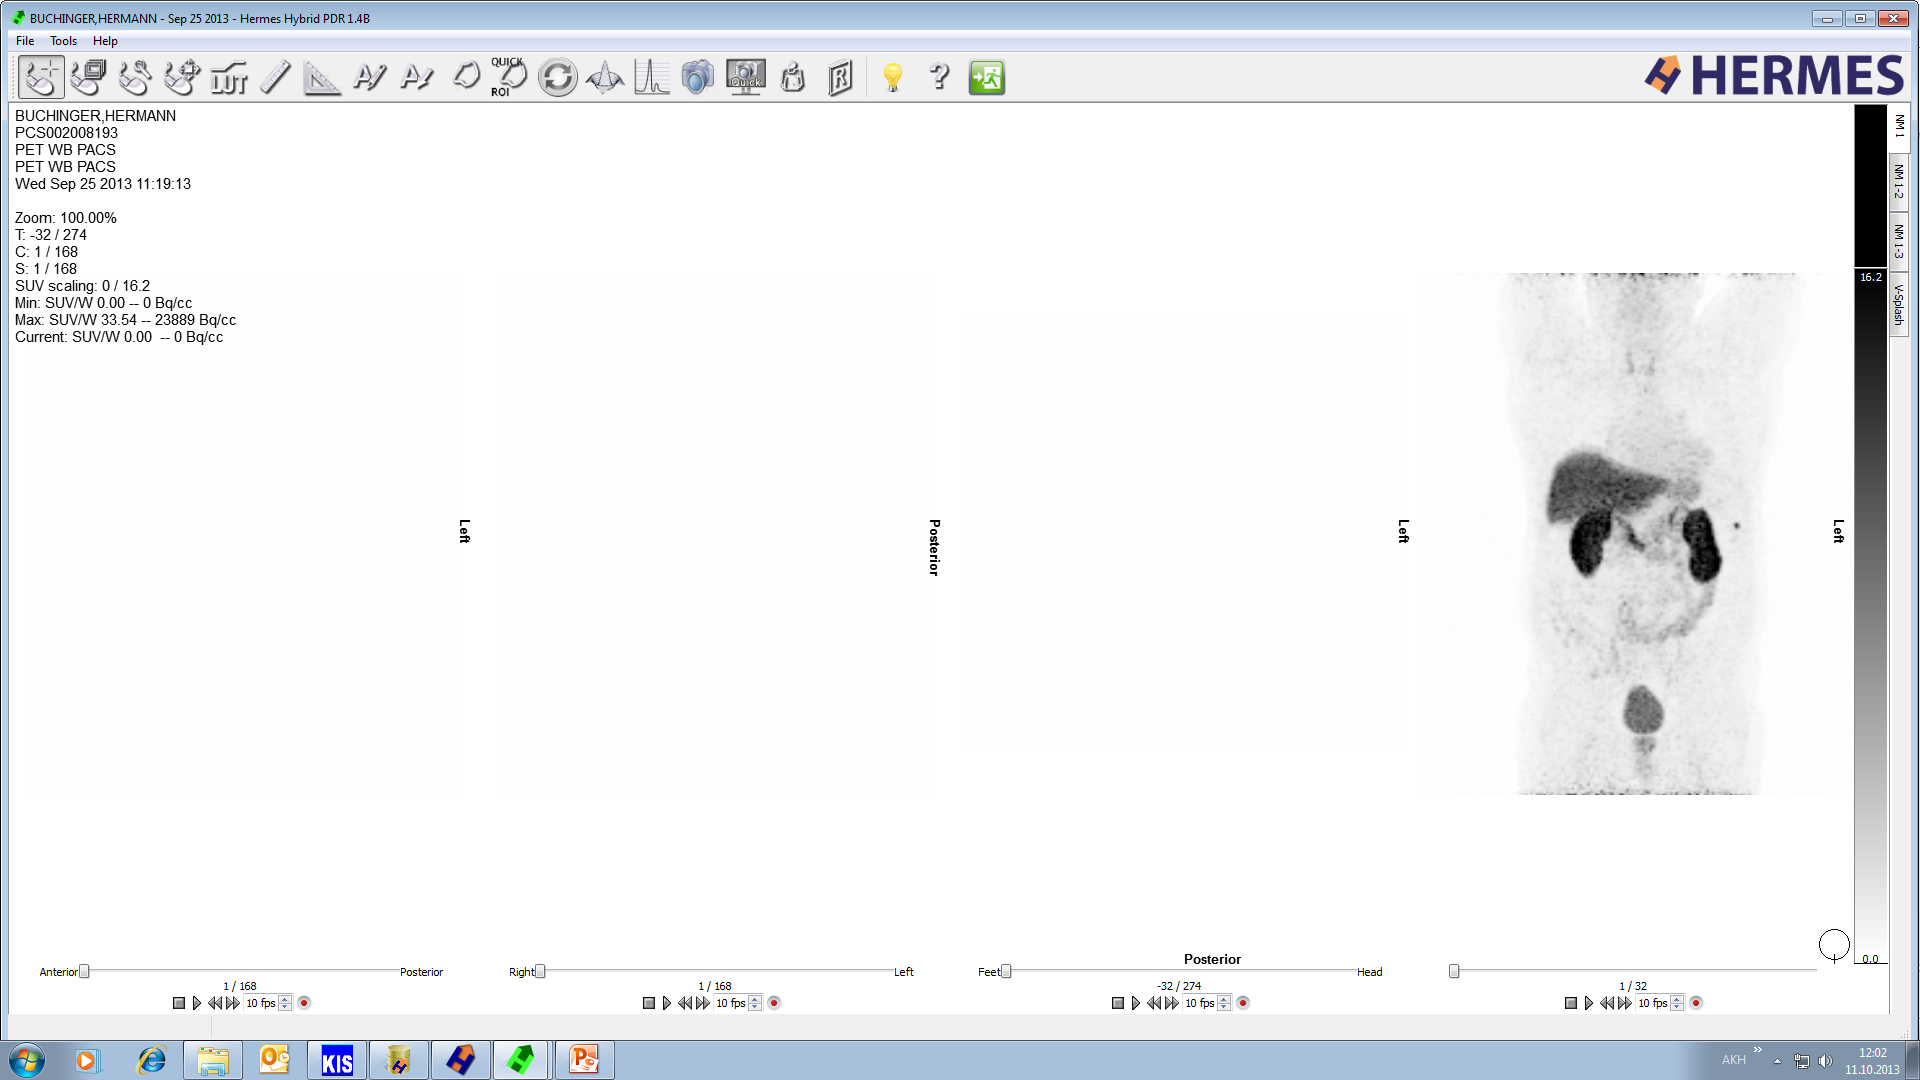 BUCHINGER,HERMANN - Sep 25 2013 - Hermes Hybrid PDR 1.4B
File Tools Help
LUT
QUICK
ROI
Quick
R
?
HERMES
BUCHINGER,HERMANN
PCS002008193
PET WB PACS
PET WB PACS
Wed Sep 25 2013 11:19:13
Zoom: 100.00%
T: -32 / 274
C: 1 / 168
S: 1 / 168
SUV scaling: 0 / 16.2
Min: SUV/W 0.00 -- 0 Bq/cc
Max: SUV/W 33.54 -- 23889 Bq/cc
Current: SUV/W 0.00 -- 0 Bq/cc
Left
Posterior
Left
Left
16.2
0.0
NM 1
NM 1-2
NM 1-3
V-Splash
Posterior
Anterior Posterior
Right Left
Feet Head
1 / 168
1 / 168
-32 / 274
1 / 32
10 fps
10 fps
10 fps
10 fps
KIS
H
AKH
12:02
11.10.2013